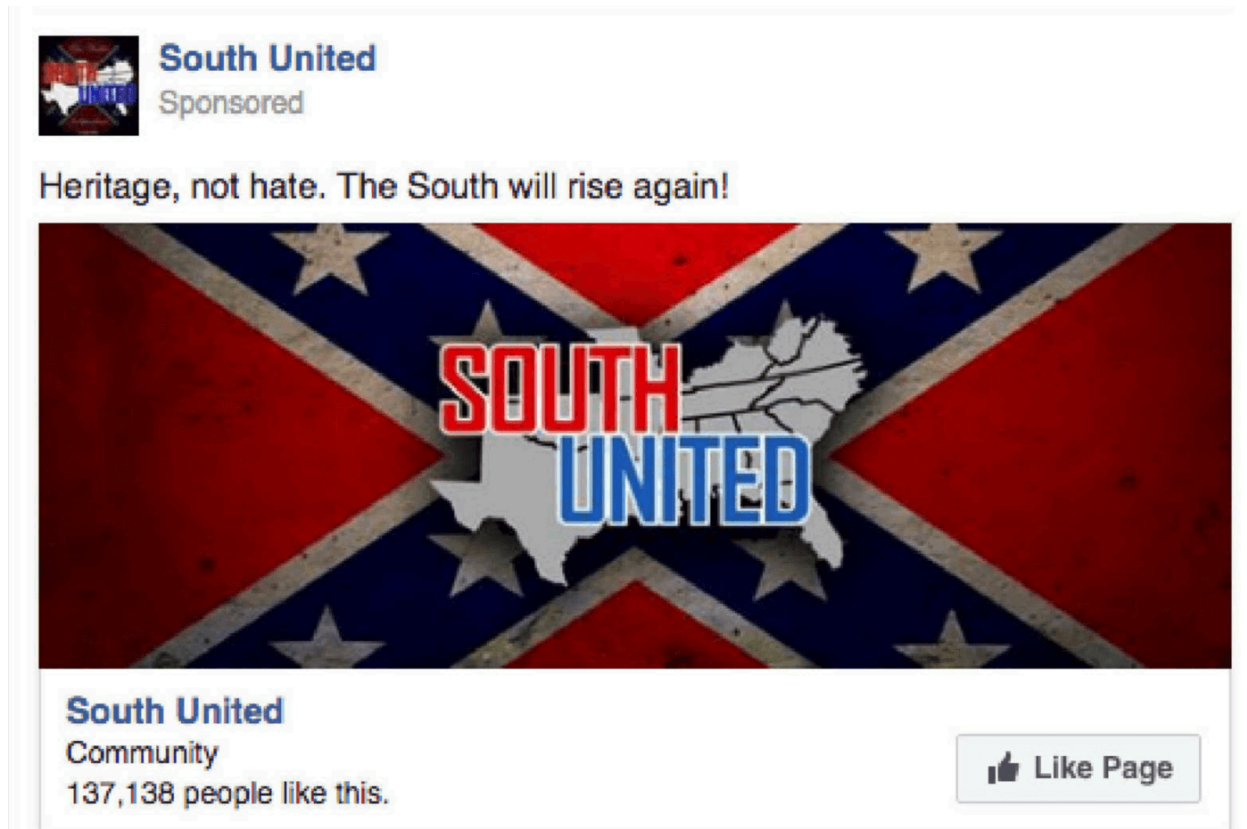 South United
Sponsored
Heritage, not hate. The South will rise again!
SOUTH
UNITED
South United
Community
137,138 people like this.
Like Page